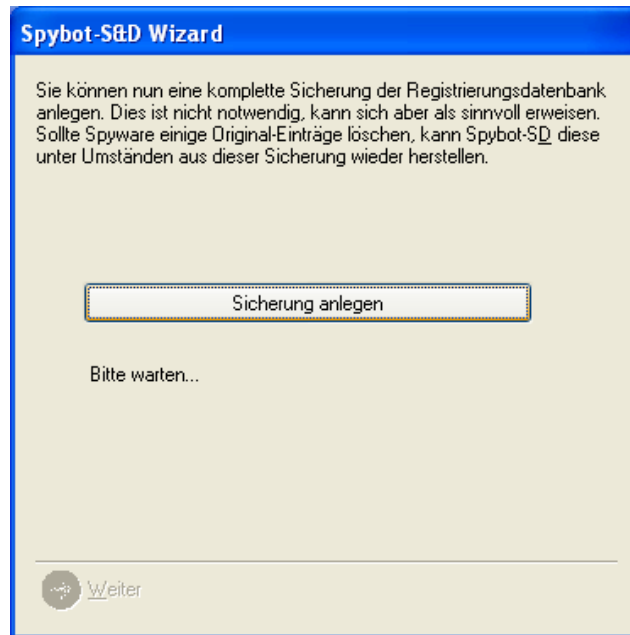 Spybot-S&D Wizard
Sie können nun eine komplette Sicherung der Registrierungsdatenbank
anlegen. Dies ist nicht notwendig, kann sich aber als sinnvoll erweisen.
Sollte Spyware einige Original-Einträge löschen, kann Spybot-SD diese
unter Umständen aus dieser Sicherung wieder herstellen.
Sicherung anlegen
Bitte warten...
Weiter